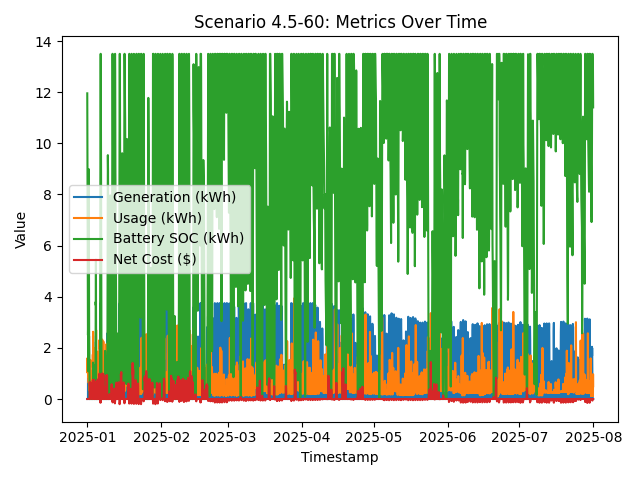 Scenario 4.5-60: Metrics Over Time
14
12
10
8
6
4
2
0
Value
Generation (kWh)
Usage (kWh)
Battery SOC (kWh)
Net Cost ($)
2025-01
2025-02
2025-03
2025-04
2025-05
2025-06
2025-07
2025-08
Timestamp